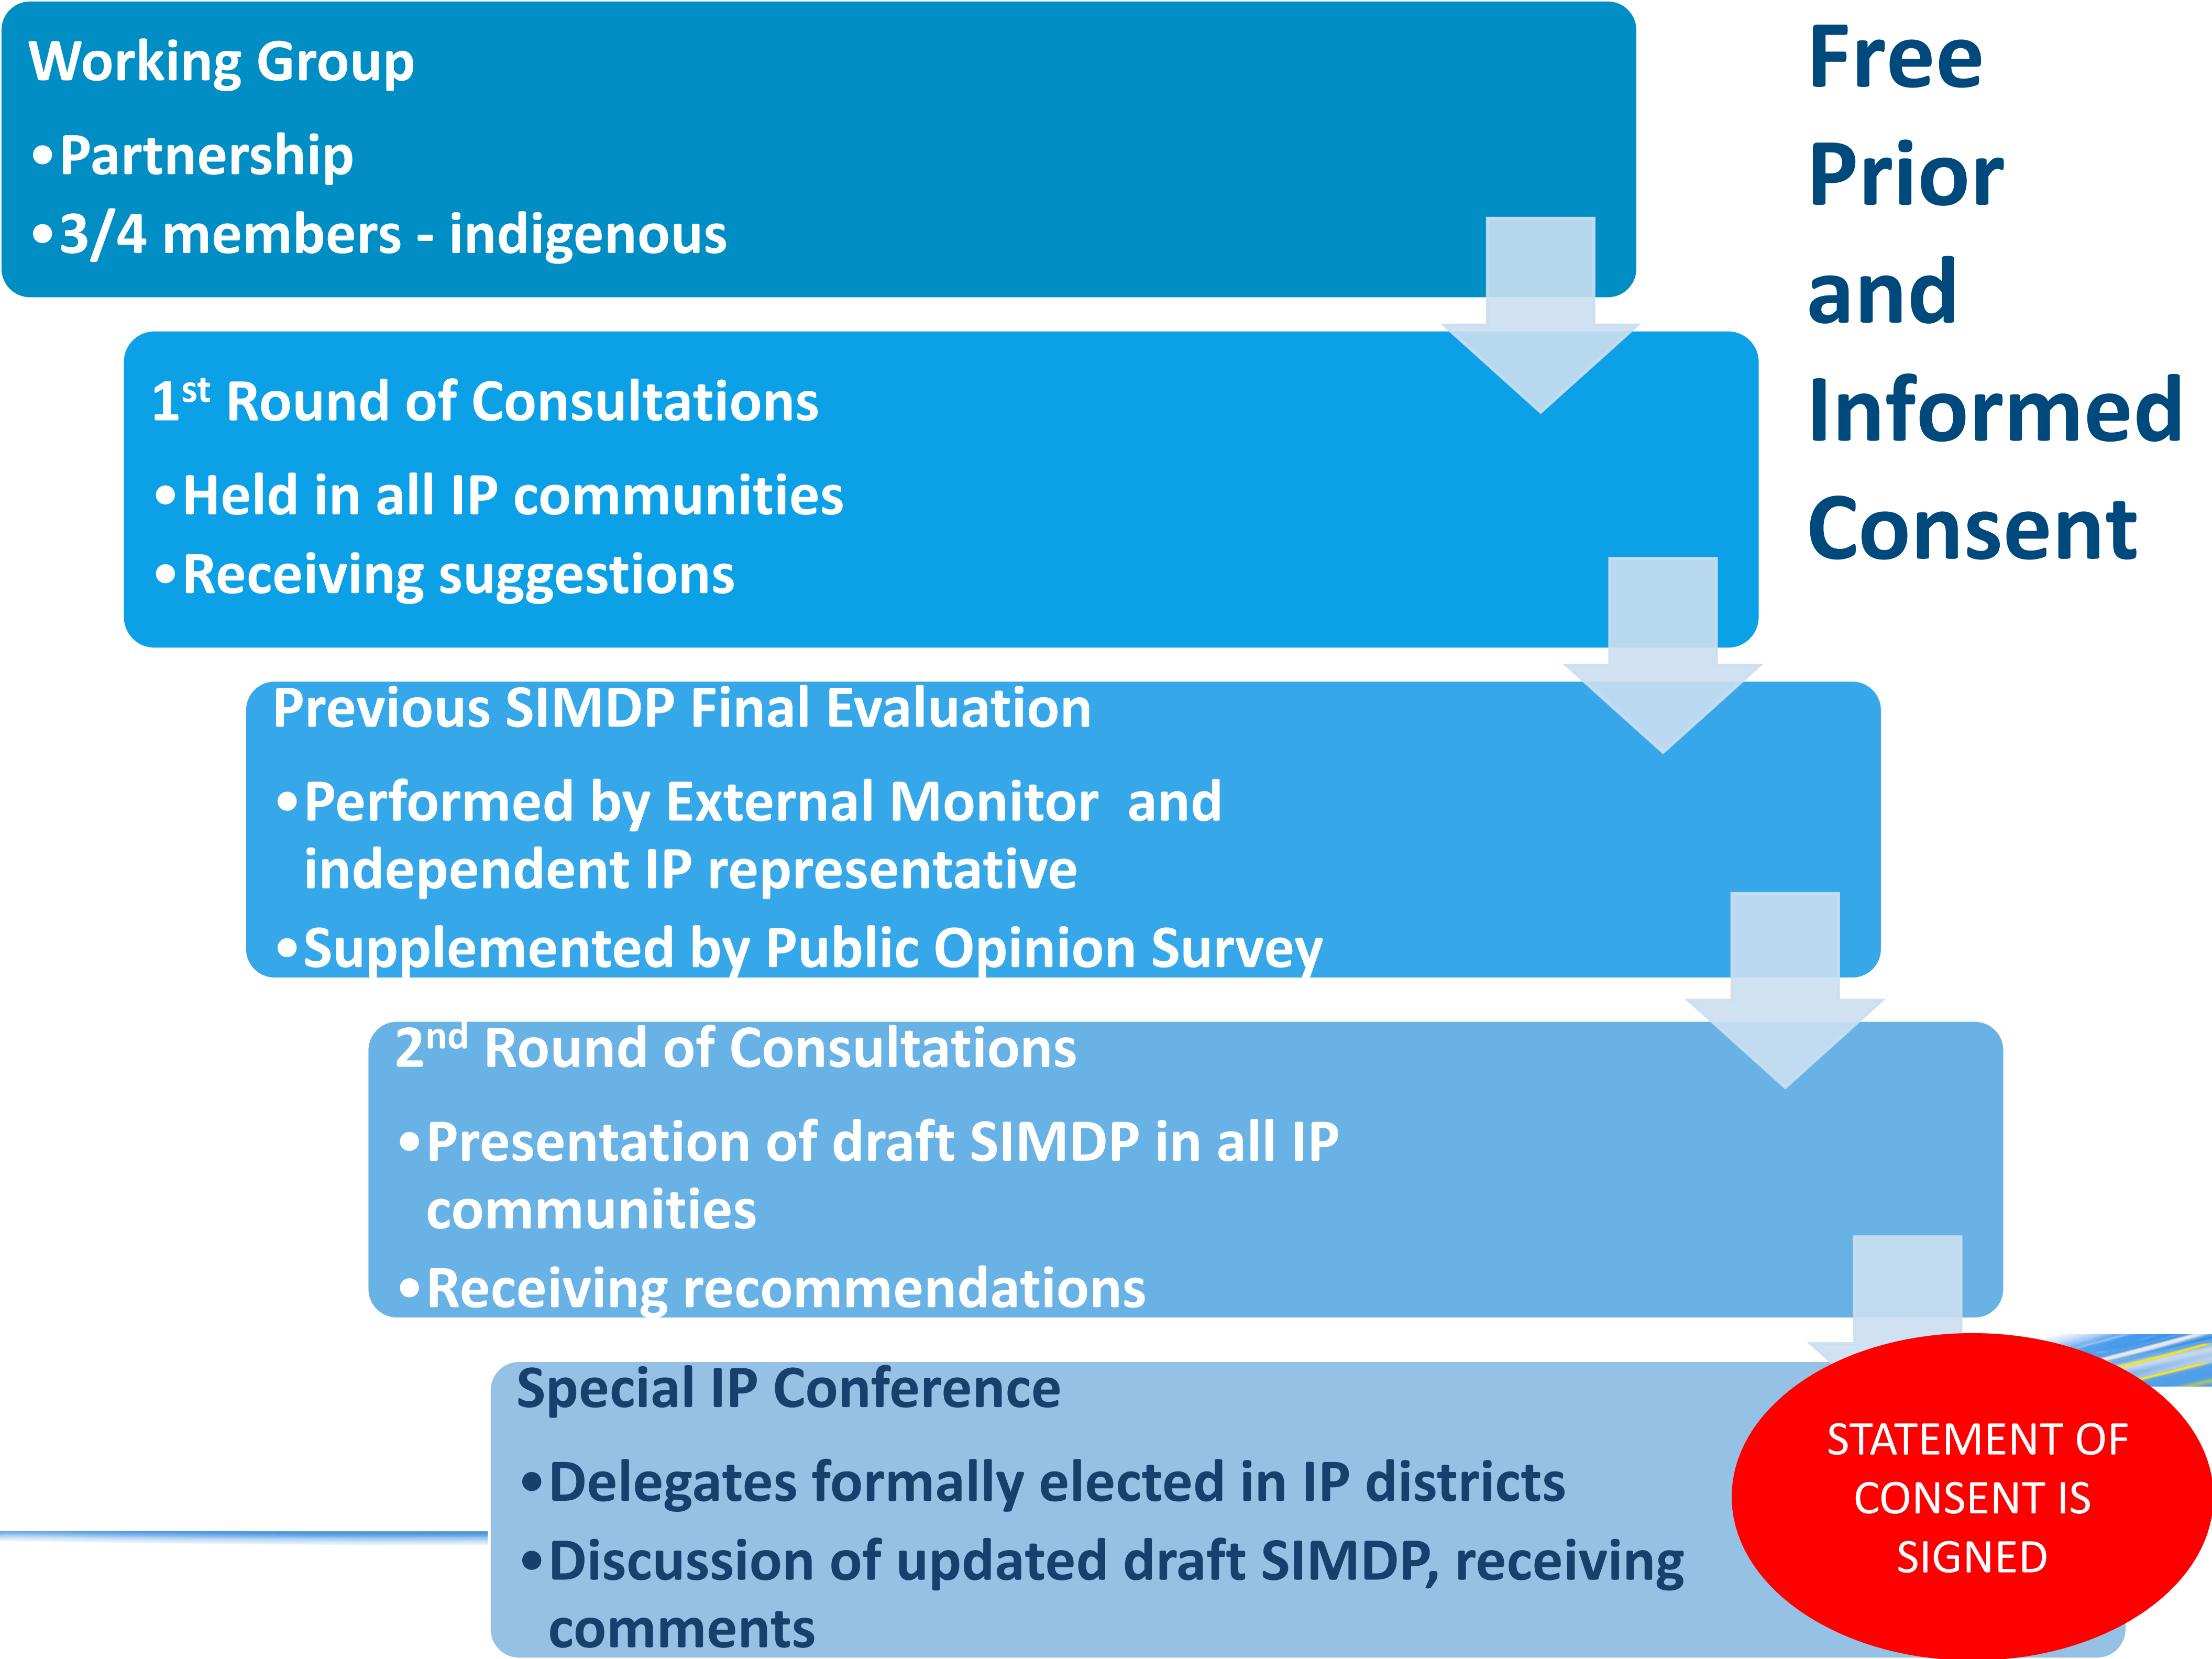 Working Group
•Partnership
•3/4 members - indigenous
Free
Prior
and
Informed
Consent
1st Round of Consultations
•Held in all IP communities
•Receiving suggestions
Previous SIMDP Final Evaluation
•Performed by External Monitor and
independent IP representative
•Supplemented by Public Opinion Survey
2nd Round of Consultations
•Presentation of draft SIMDP in all IP
communities
•Receiving recommendations
Special IP Conference
•Delegates formally elected in IP districts
•Discussion of updated draft SIMDP, receiving
comments
STATEMENT OF
CONSENT IS
SIGNED